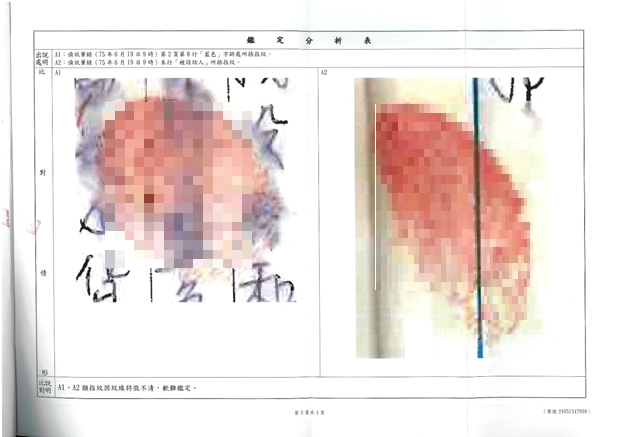 鑑定分析表
出處說明
A1：偵訊筆錄（75年6月19日9時）第2頁第8行「藍色」字跡處所捺指紋。
A2：偵訊筆錄（75年6月19日9時）末行「被談話人」所捺指紋。
比對情形
A1
A2
比對說明
A1、A2類指紋因紋線特徵不清，歉難鑑定。
第3頁共4頁